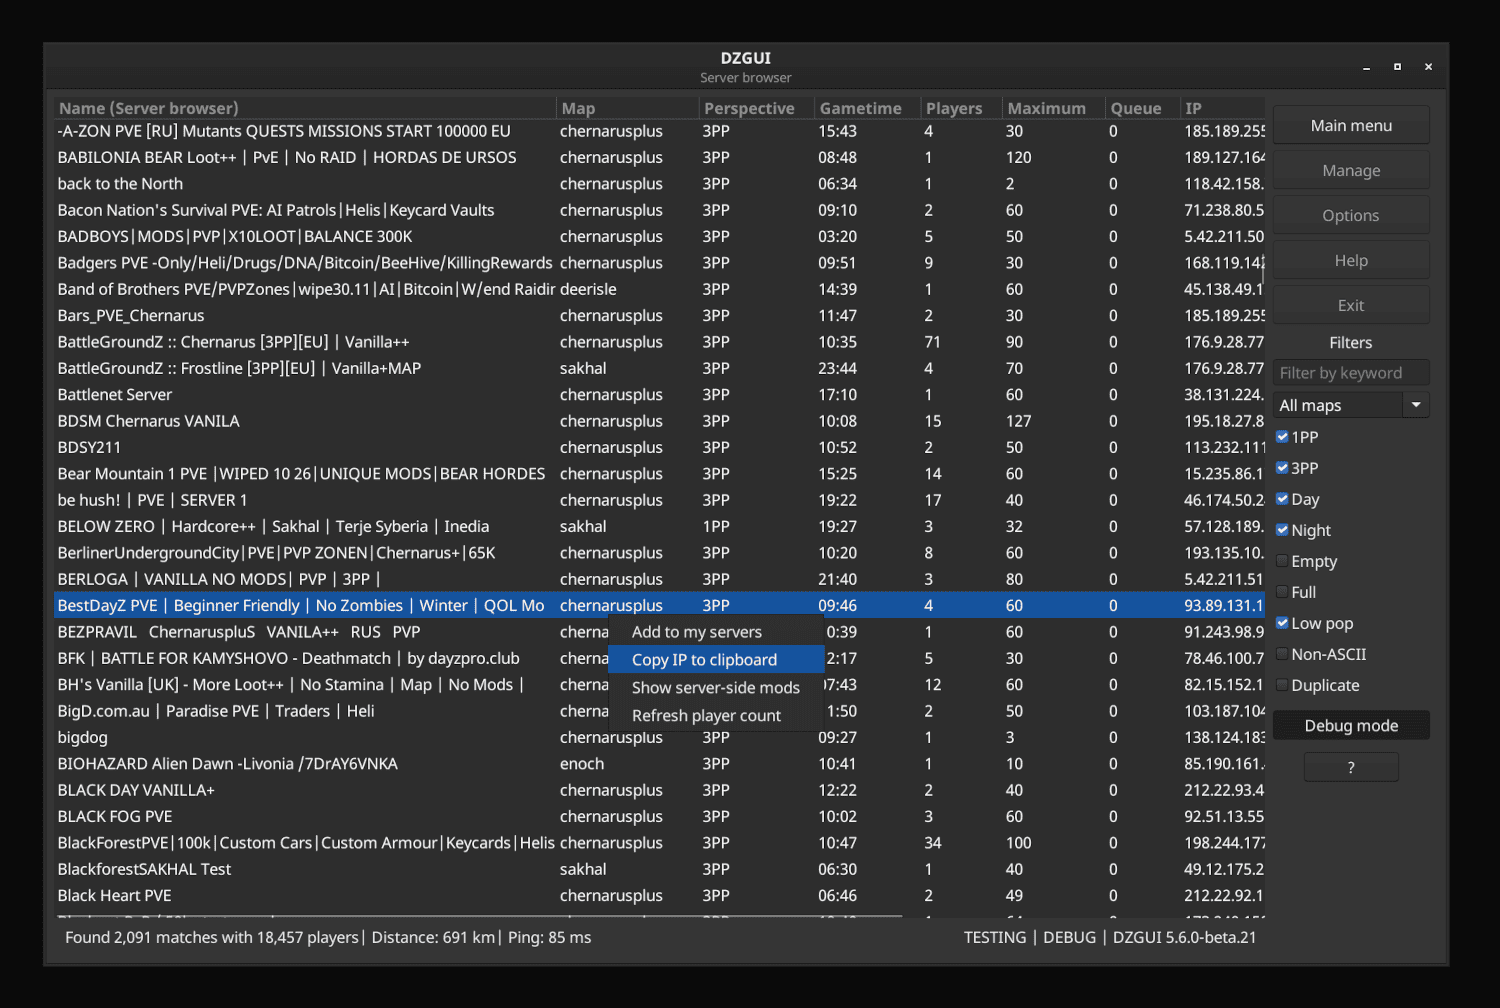 DZGUI
Server browser
Name (Server browser) Map Perspective Gametime Players Maximum Queue IP
-A-ZON PVE [RU] Mutants QUESTS MISSIONS START 100000 EU chernarusplus 3PP 15:43 4 30 0 185.189.255
BABILONIA BEAR Loot++ | PvE | No RAID | HORDAS DE URSOS chernarusplus 3PP 08:48 1 120 0 189.127.164
back to the North chernarusplus 3PP 06:34 1 2 0 118.42.158.
Bacon Nation's Survival PVE: AI Patrols|Helis|Keycard Vaults chernarusplus 3PP 09:10 2 60 0 71.238.80.5
BADBOYS|MODS|PVP|X10LOOT|BALANCE 300K chernarusplus 3PP 03:20 5 50 0 5.42.211.50
Badgers PVE -Only/Heli/Drugs/DNA/Bitcoin/BeeHive/KillingRewards chernarusplus 3PP 09:51 9 30 0 168.119.142
Band of Brothers PVE/PVPZones|wipe30.11|AI|Bitcoin|W/end Raidir deerisle 3PP 14:39 1 60 0 45.138.49.1
Bars_PVE_Chernarus chernarusplus 3PP 11:47 2 30 0 185.189.255
BattleGroundZ :: Chernarus [3PP][EU] | Vanilla++ chernarusplus 3PP 10:35 71 90 0 176.9.28.77
BattleGroundZ :: Frostline [3PP][EU] | Vanilla+MAP sakhal 3PP 23:44 4 70 0 176.9.28.77
Battlenet Server chernarusplus 3PP 17:10 1 60 0 38.131.224.
BDSM Chernarus VANILA chernarusplus 3PP 10:08 15 127 0 195.18.27.8
BDSY211 chernarusplus 3PP 10:52 2 50 0 113.232.111
Bear Mountain 1 PVE |WIPED 10 26|UNIQUE MODS|BEAR HORDES chernarusplus 3PP 15:25 14 60 0 15.235.86.1
be hush! | PVE | SERVER 1 chernarusplus 3PP 19:22 17 40 0 46.174.50.2
BELOW ZERO | Hardcore++ | Sakhal | Terje Syberia | Inedia sakhal 1PP 19:27 3 32 0 57.128.189.
BerlinerUndergroundCity|PVE|PVP ZONEN|Chernarus+|65K chernarusplus 3PP 10:20 8 60 0 193.135.10.
BERLOGA | VANILLA NO MODS| PVP | 3PP | chernarusplus 3PP 21:40 3 80 0 5.42.211.51
BestDayZ PVE | Beginner Friendly | No Zombies | Winter | QOL Mo chernarusplus 3PP 09:46 4 60 0 93.89.131.1
BEZPRAVIL ChernaruspluS VANILA++ RUS PVP cherna 0:39 1 60 0 91.243.98.9
BFK | BATTLE FOR KAMYSHOVO - Deathmatch | by dayzpro.club cherna 2:17 5 30 0 78.46.100.7
BH's Vanilla [UK] - More Loot++ | No Stamina | Map | No Mods | cherna 07:43 12 60 0 82.15.152.1
BigD.com.au | Paradise PVE | Traders | Heli cherna 1:50 2 50 0 103.187.104
bigdog chernarusplus 3PP 09:27 1 3 0 138.124.183
BIOHAZARD Alien Dawn -Livonia /7DrAY6VNKA enoch 3PP 10:41 1 10 0 85.190.161.
BLACK DAY VANILLA+ chernarusplus 3PP 12:22 2 40 0 212.22.93.4
BLACK FOG PVE chernarusplus 3PP 10:02 3 60 0 92.51.13.55
BlackForestPVE|100k|Custom Cars|Custom Armour|Keycards|Helis chernarusplus 3PP 10:47 34 100 0 198.244.177
BlackforestSAKHAL Test sakhal 3PP 06:30 1 40 0 49.12.175.2
Black Heart PVE chernarusplus 3PP 06:46 2 49 0 212.22.92.1
Add to my servers
Copy IP to clipboard
Show server-side mods
Refresh player count
Main menu
Manage
Options
Help
Exit
Filters
Filter by keyword
All maps
1PP
3PP
Day
Night
Empty
Full
Low pop
Non-ASCII
Duplicate
Debug mode
?
Found 2,091 matches with 18,457 players| Distance: 691 km| Ping: 85 ms
TESTING | DEBUG | DZGUI 5.6.0-beta.21